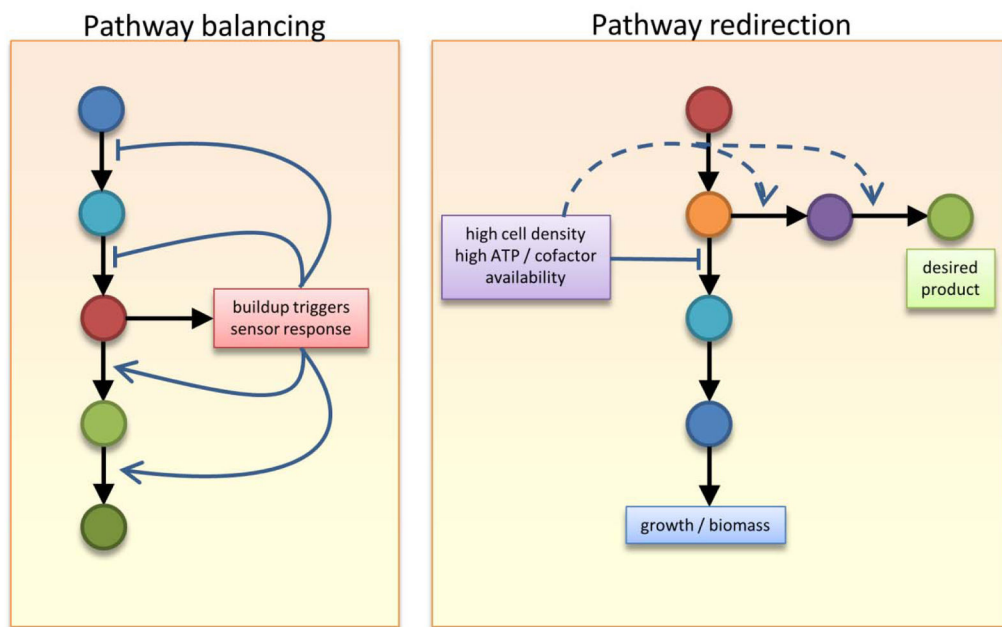 Pathway balancing
Pathway redirection
buildup triggers
sensor response
high cell density
high ATP / cofactor
availability
desired
product
growth / biomass